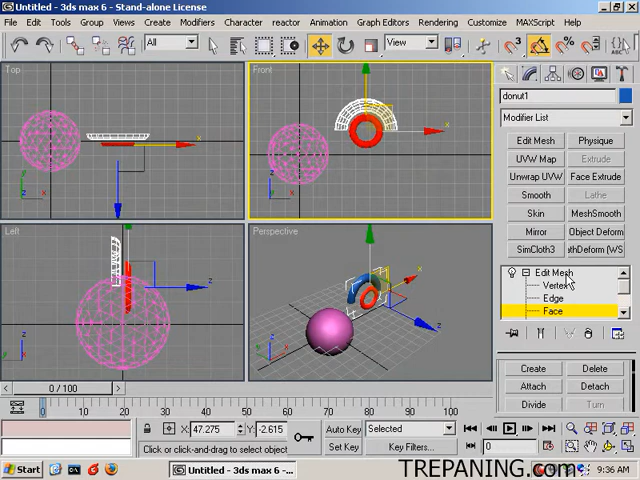 Untitled - 3ds max 6 - Stand-alone License
File Edit Tools Group Views Create Modifiers Character reactor Animation Graph Editors Rendering Customize MAXScript Help
All View
Top
x
y
z x
Front
x
z
y x
Left
z
y
Perspective
x
z
y
x
donut1
Modifier List
Edit Mesh Physique
UVW Map Extrude
Unwrap UVW Face Extrude
Smooth Lathe
Skin MeshSmooth
Mirror Object Deform
SimCloth3 athDeform (WS
Edit Mesh
Vertex
Edge
Face
Create Delete
Attach Detach
Divide Turn
0 / 100
0 10 20 30 40 50 60 70 80 90 100
X: 47.275 Y: -2.615
Auto Key Selected
Click or click-and-drag to select object
Set Key Key Filters...
0
Start Untitled - 3ds max 6 -... 9:36 AM
TREPANING.com